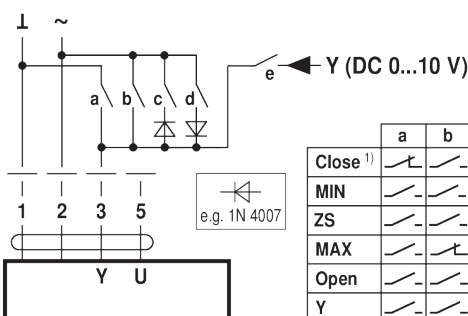 ⊥ ~
a b c d e Y (DC 0...10 V)
1 2 3 5
Y U
e.g. 1N 4007
a b
Close 1)
MIN
ZS
MAX
Open
Y